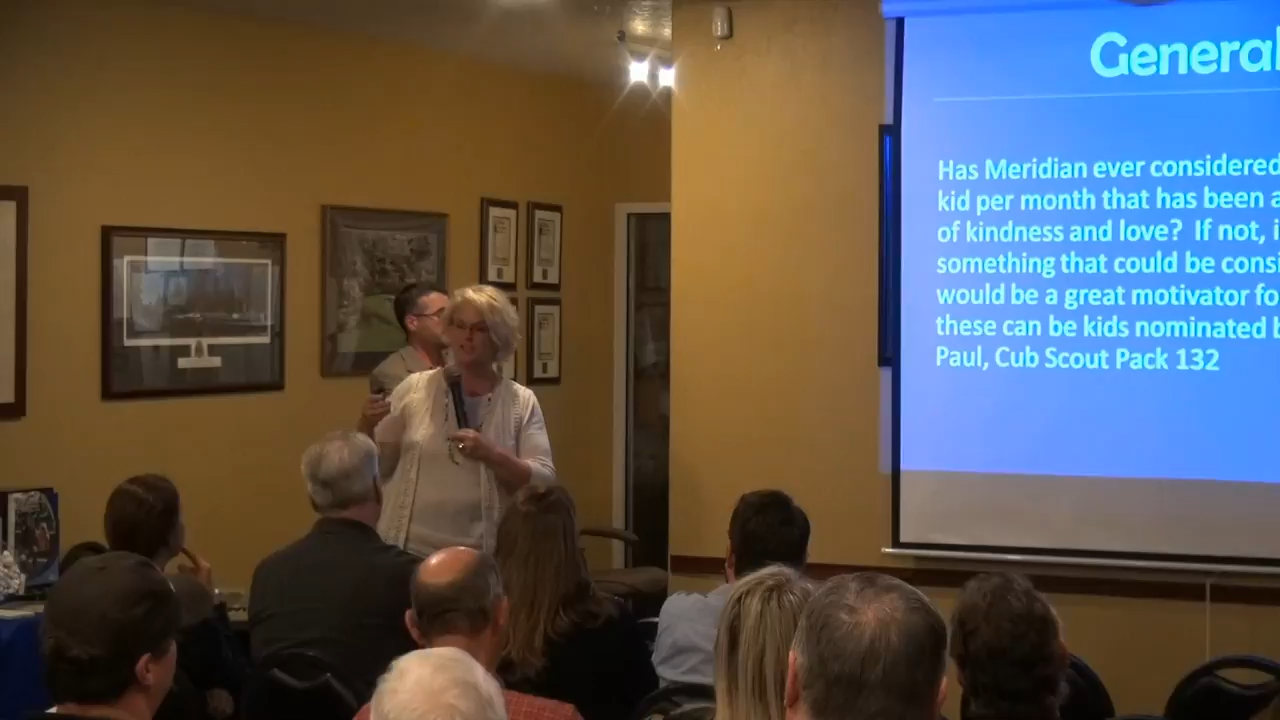 General
Has Meridian ever considered
kid per month that has been a
of kindness and love? If not, i
something that could be consi
would be a great motivator fo
these can be kids nominated b
Paul, Cub Scout Pack 132